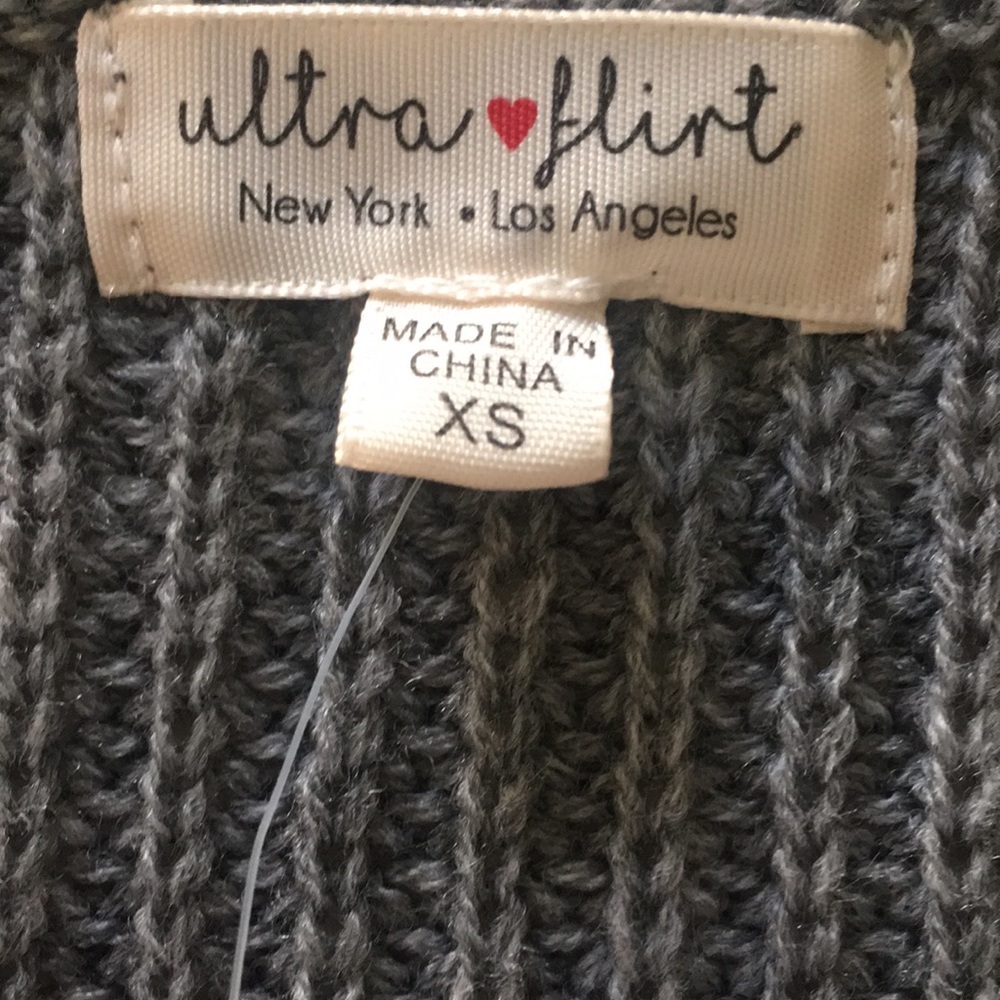 ultra flirt
New York • Los Angeles
MADE IN
CHINA
XS